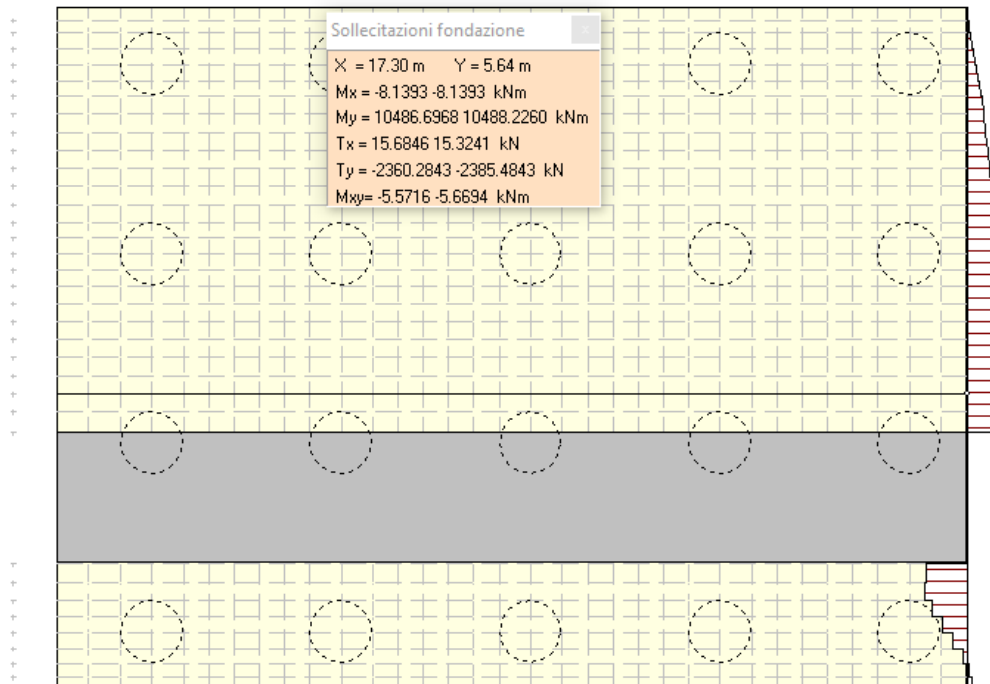 Sollecitazioni fondazione
X = 17.30 m Y = 5.64 m
Mx = -8.1393 -8.1393 kNm
My = 10486.6968 10488.2260 kNm
Tx = 15.6846 15.3241 kN
Ty = -2360.2843 -2385.4843 kN
Mxy= -5.5716 -5.6694 kNm